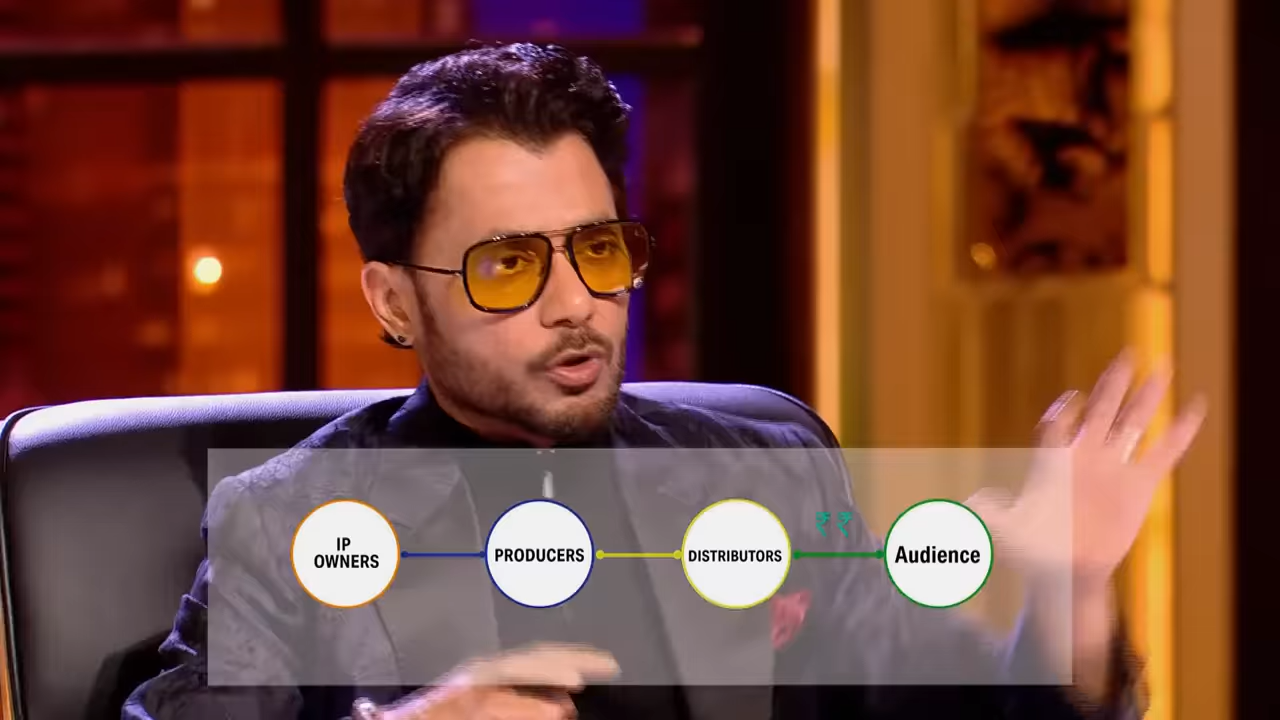 IP
OWNERS
PRODUCERS
DISTRIBUTORS
₹ ₹
Audience